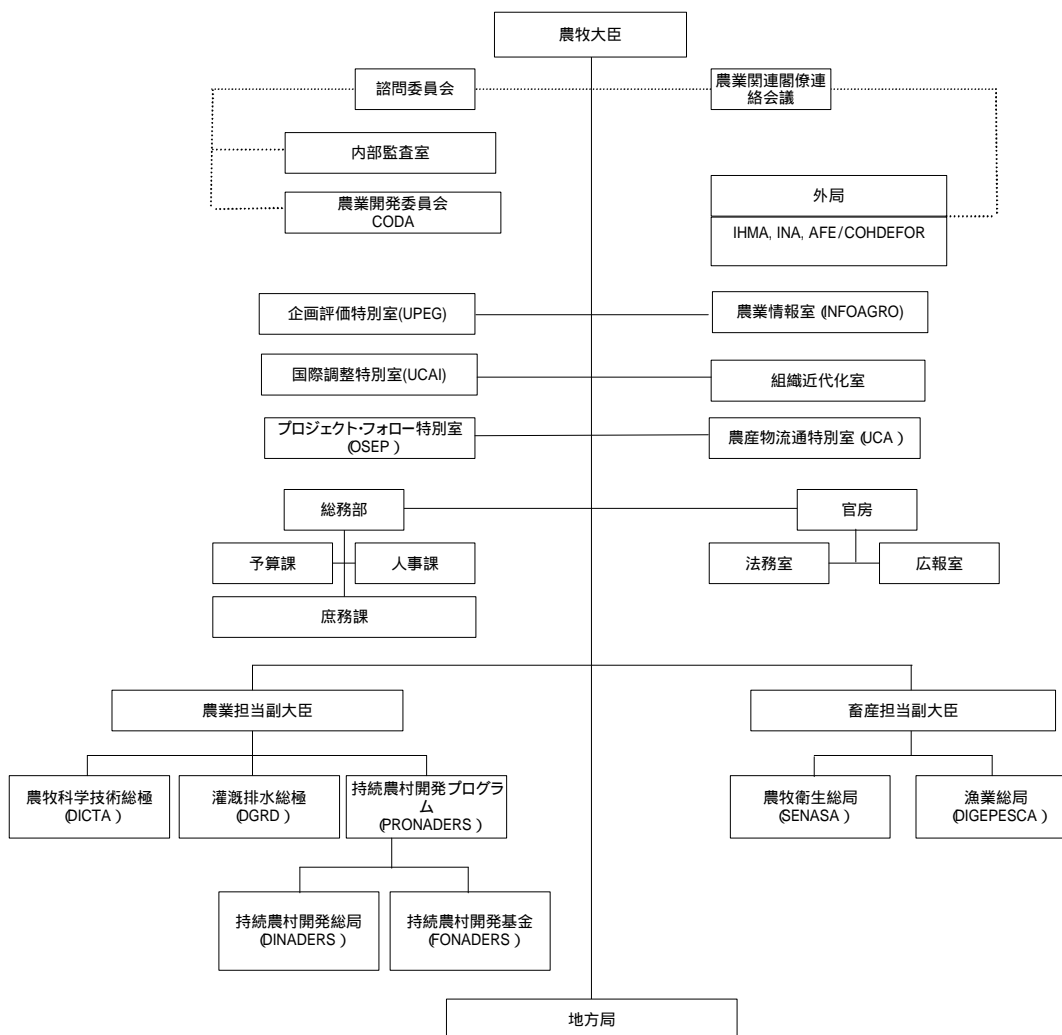 農牧大臣
諮問委員会
農業関連閣僚連
絡会議
内部監査室
農業開発委員会
CODA
外局
IHMA, INA, AFE/COHDEFOR
企画評価特別室(UPEG)
農業情報室 (INFOAGRO)
国際調整特別室(UCAI)
組織近代化室
プロジェクト・フォロー特別室
(OSEP)
農産物流通特別室 (UCA)
総務部
官房
予算課
人事課
法務室
広報室
庶務課
農業担当副大臣
畜産担当副大臣
農牧科学技術総極
(DICTA)
灌漑排水総極
(DGRD)
持続農村開発プログラ
ム
(PRONADERS)
農牧衛生総局
(SENASA)
漁業総局
(DIGEPESCA)
持続農村開発総局
(DINADERS)
持続農村開発基金
(FONADERS)
地方局